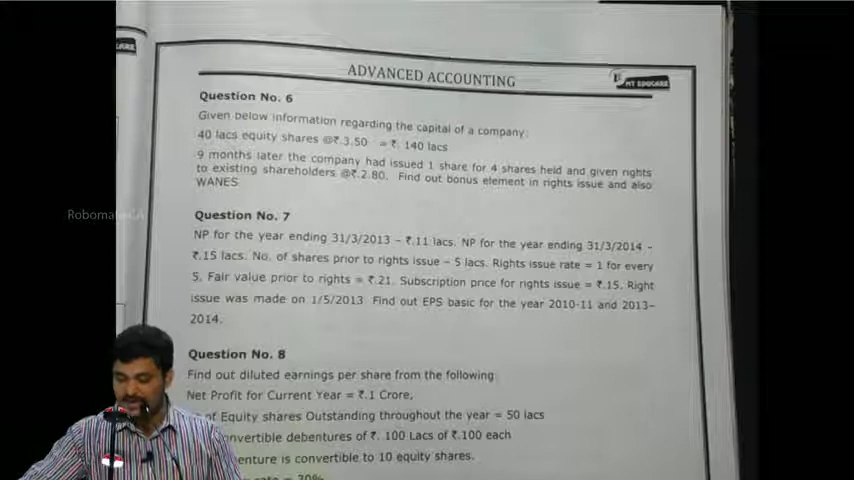 ADVANCED ACCOUNTING
MT EDUCARE
Question No. 6
Given below information regarding the capital of a company:
40 lacs equity shares @₹.3.50 = ₹. 140 lacs
9 months later the company had issued 1 share for 4 shares held and given rights
to existing shareholders @₹.2.80. Find out bonus element in rights issue and also
WANES
Question No. 7
NP for the year ending 31/3/2013 – ₹.11 lacs. NP for the year ending 31/3/2014 –
₹.15 lacs. No. of shares prior to rights issue – 5 lacs. Rights issue rate = 1 for every
5. Fair value prior to rights = ₹.21. Subscription price for rights issue = ₹.15. Right
issue was made on 1/5/2013 Find out EPS basic for the year 2010-11 and 2013–
2014.
Question No. 8
Find out diluted earnings per share from the following
Net Profit for Current Year = ₹.1 Crore,
of Equity shares Outstanding throughout the year = 50 lacs
convertible debentures of ₹. 100 Lacs of ₹.100 each
enture is convertible to 10 equity shares.
= 30%